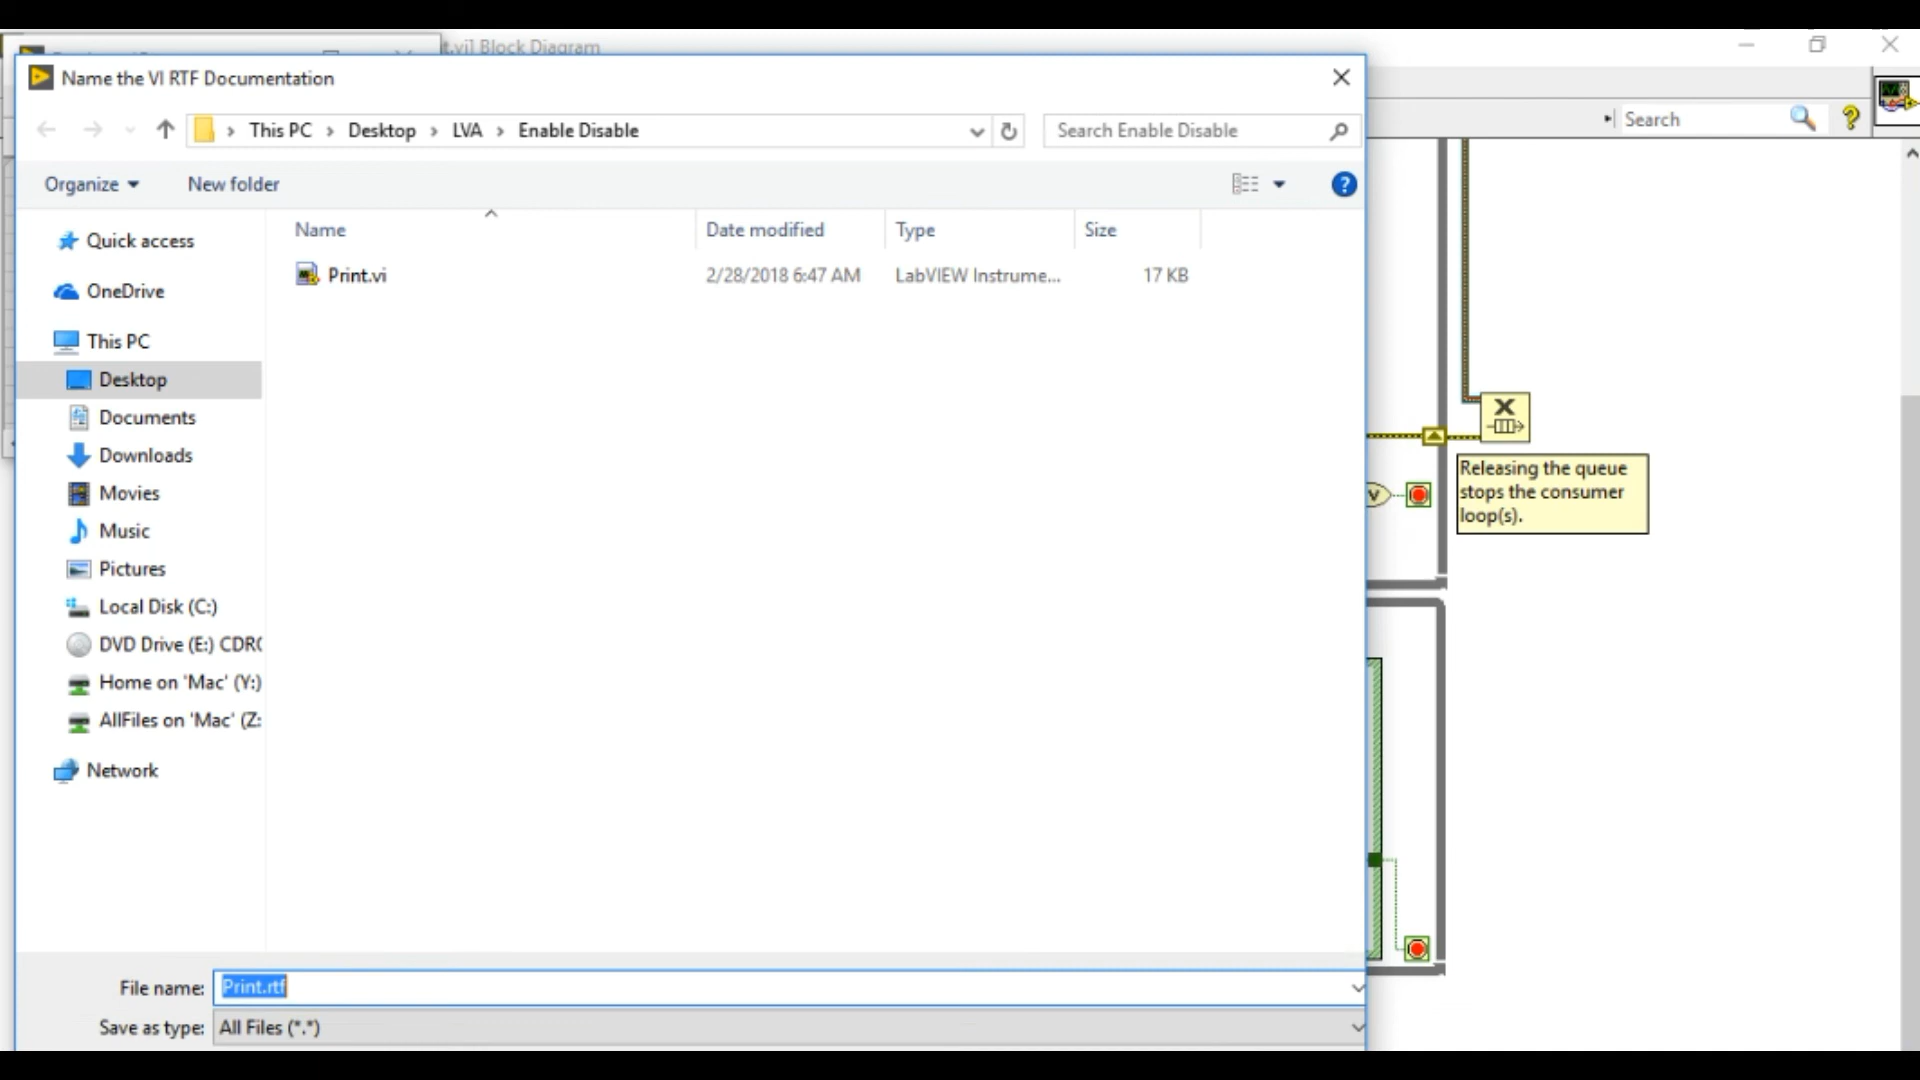 t.vi] Block Diagram
Name the VI RTF Documentation
This PC > Desktop > LVA > Enable Disable
Search Enable Disable
Search
Organize
New folder
Name
Date modified
Type
Size
Print.vi
2/28/2018 6:47 AM
LabVIEW Instrume...
17 KB
Quick access
OneDrive
This PC
Desktop
Documents
Downloads
Movies
Music
Pictures
Local Disk (C:)
DVD Drive (E:) CDR
Home on 'Mac' (Y:)
AllFiles on 'Mac' (Z:
Network
Releasing the queue
stops the consumer
loop(s).
File name:
Print.rtf
Save as type:
All Files (*.*)